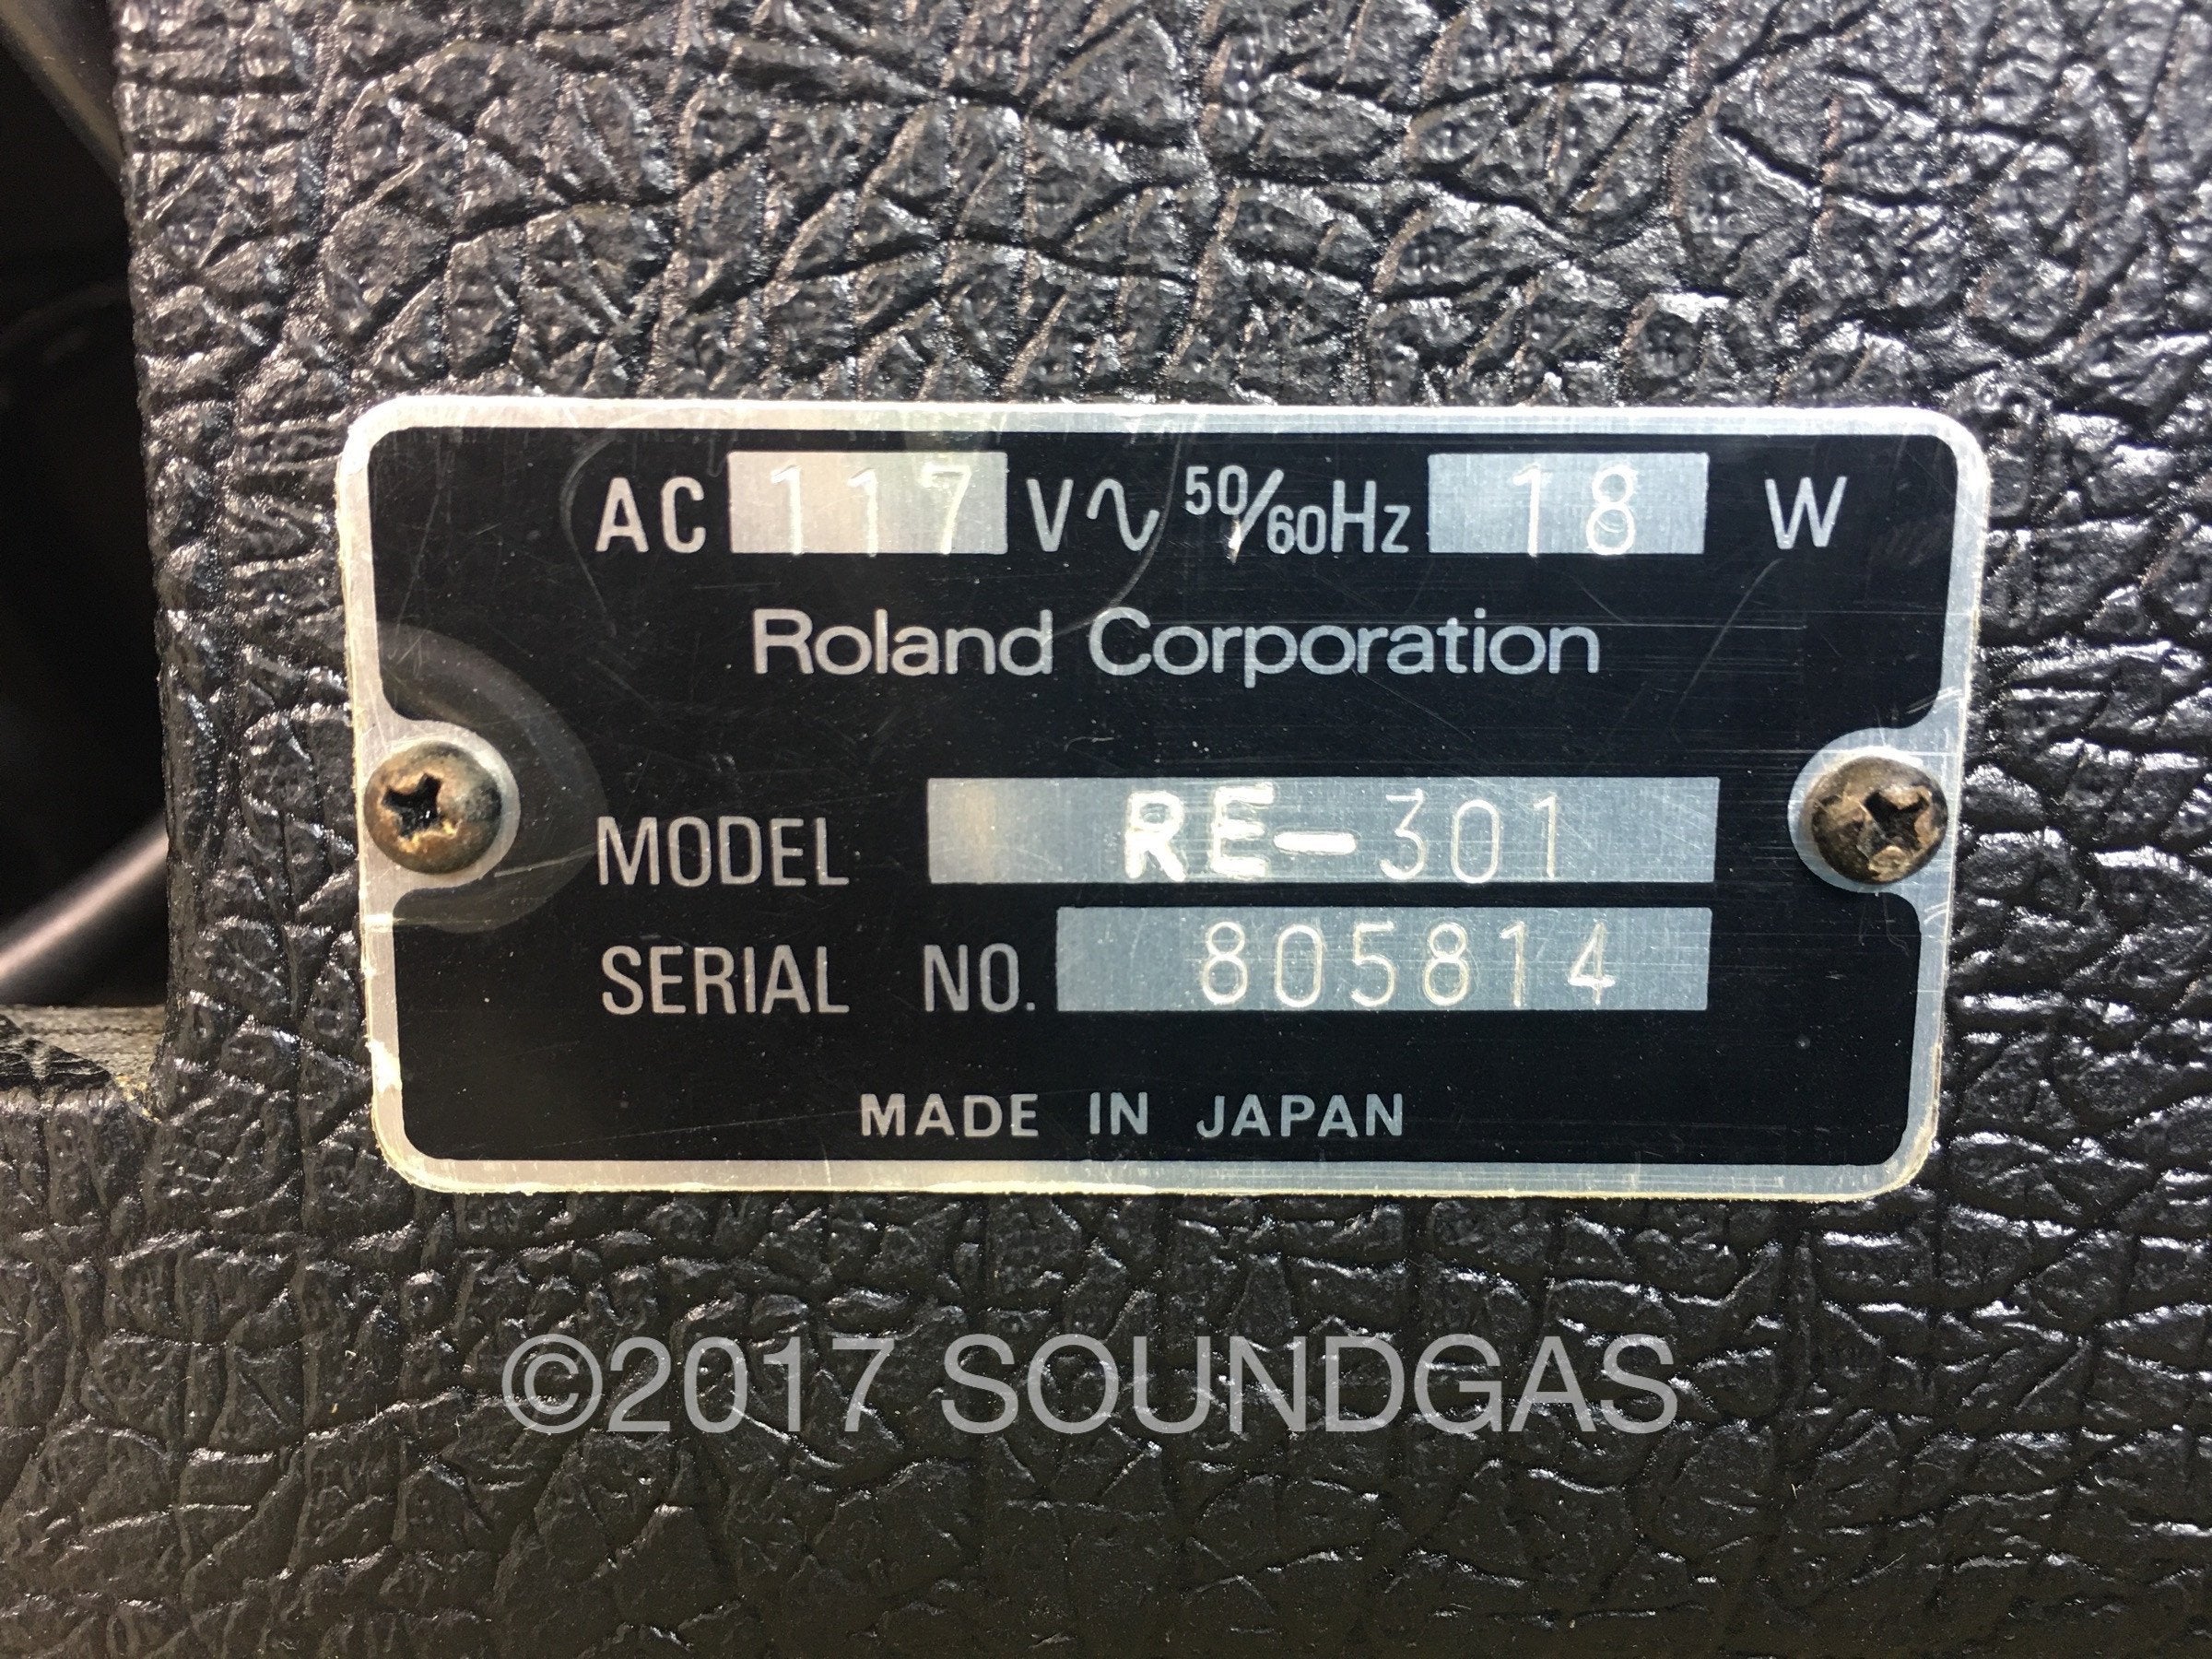 AC 117 V∿ 50/60Hz 18 W
Roland Corporation
MODEL RE-301
SERIAL NO. 805814
MADE IN JAPAN
©2017 SOUNDGAS